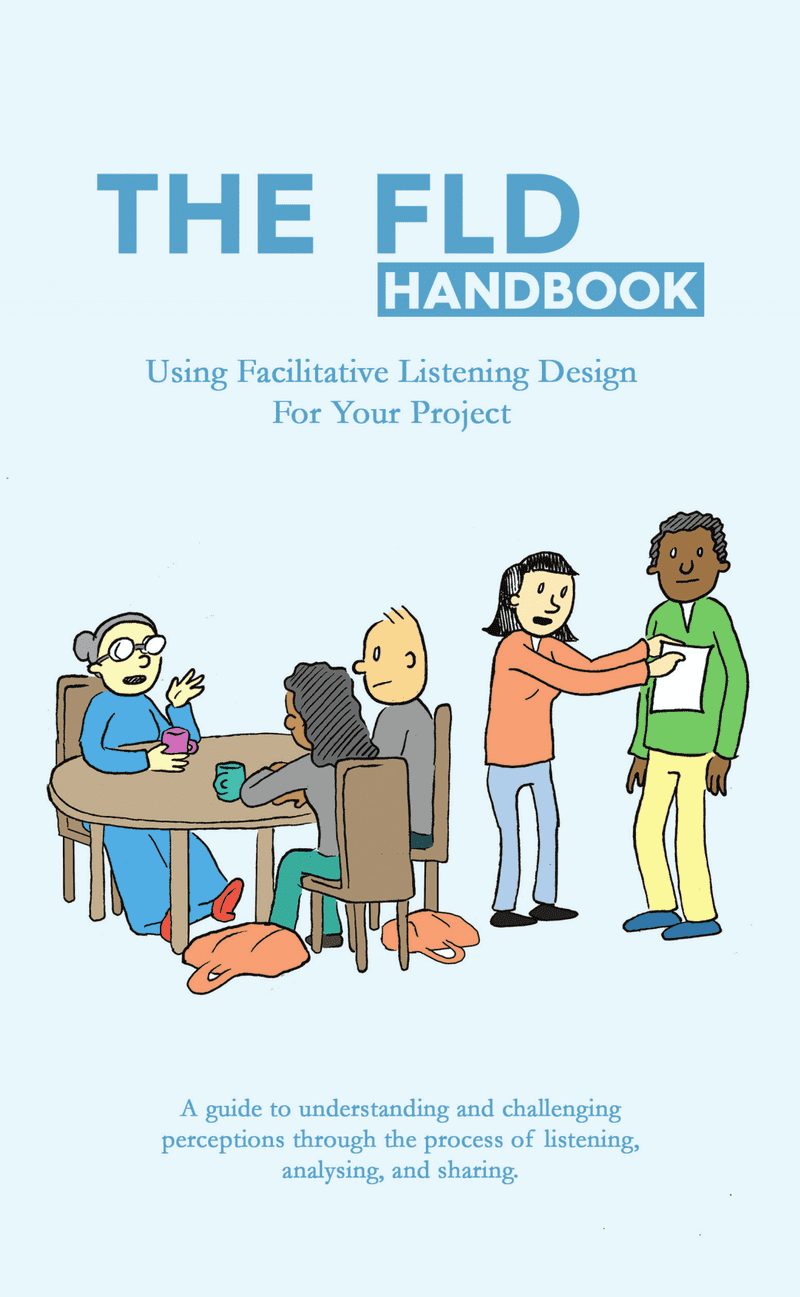 THE FLD
HANDBOOK
Using Facilitative Listening Design
For Your Project
A guide to understanding and challenging
perceptions through the process of listening,
analysing, and sharing.